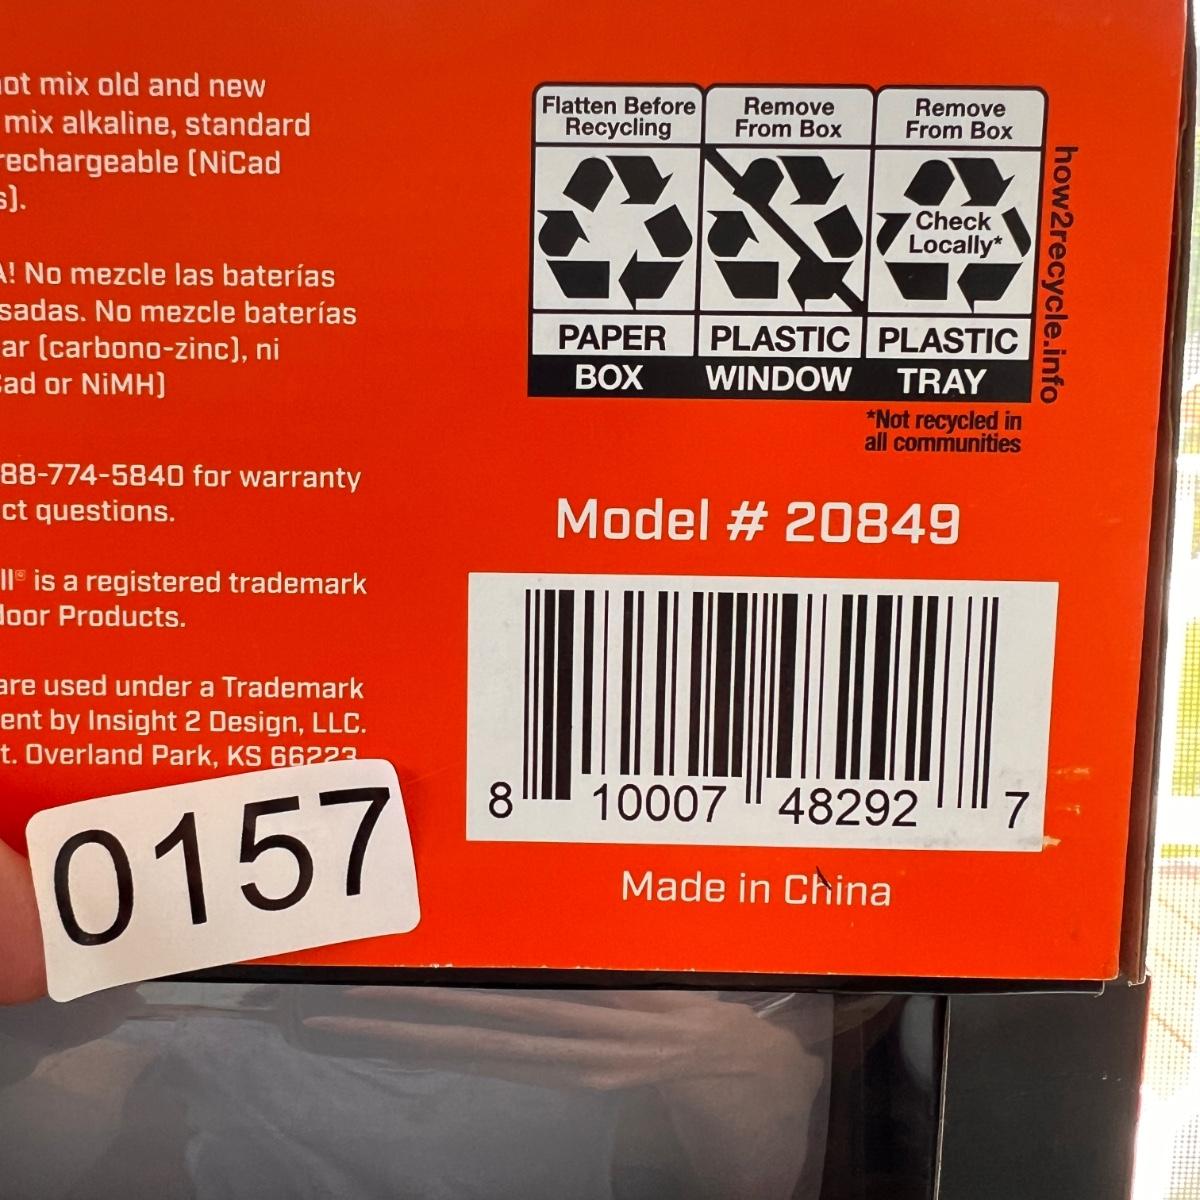 not mix old and new
mix alkaline, standard
rechargeable (NiCad
s).
A! No mezcle las baterías
sadas. No mezcle baterías
ar (carbono-zinc), ni
Cad or NiMH)
88-774-5840 for warranty
ct questions.
ll® is a registered trademark
door Products.
are used under a Trademark
ent by Insight 2 Design, LLC.
t. Overland Park, KS 66223
0157
Flatten Before
Recycling
PAPER
BOX
Remove
From Box
PLASTIC
WINDOW
Remove
From Box
Check
Locally*
PLASTIC
TRAY
how2recycle.info
*Not recycled in
all communities
Model # 20849
8 10007 48292 7
Made in China